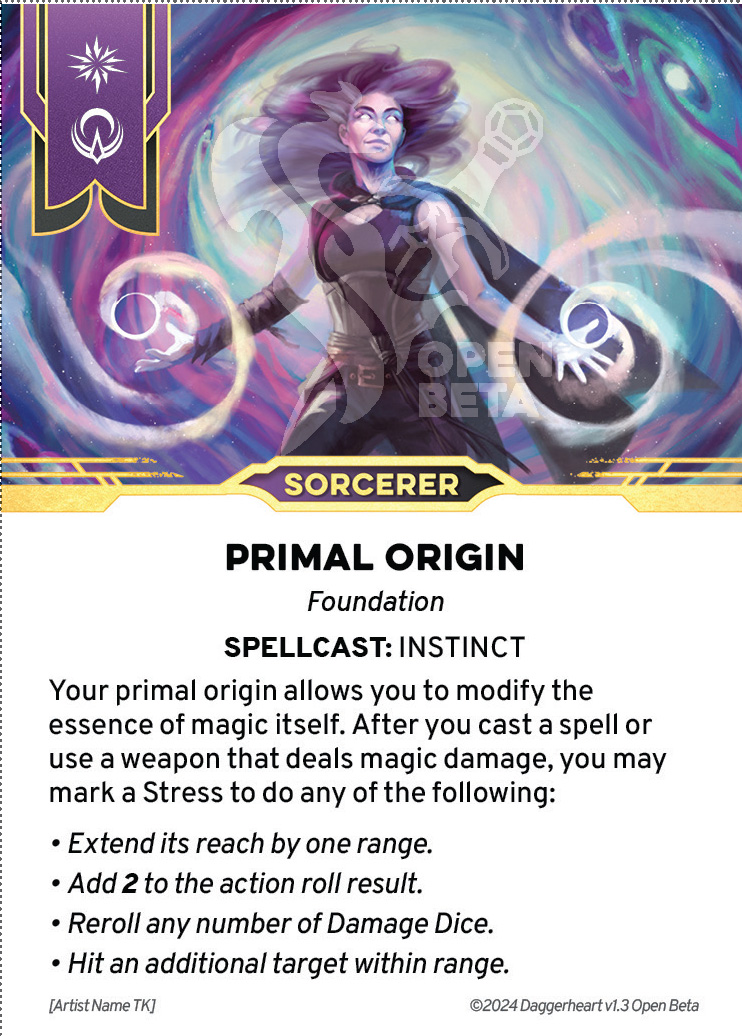 OPEN
BETA
SORCERER
PRIMAL ORIGIN
Foundation
SPELLCAST: INSTINCT
Your primal origin allows you to modify the
essence of magic itself. After you cast a spell or
use a weapon that deals magic damage, you may
mark a Stress to do any of the following:
• Extend its reach by one range.
• Add 2 to the action roll result.
• Reroll any number of Damage Dice.
• Hit an additional target within range.
[Artist Name TK] ©2024 Daggerheart v1.3 Open Beta